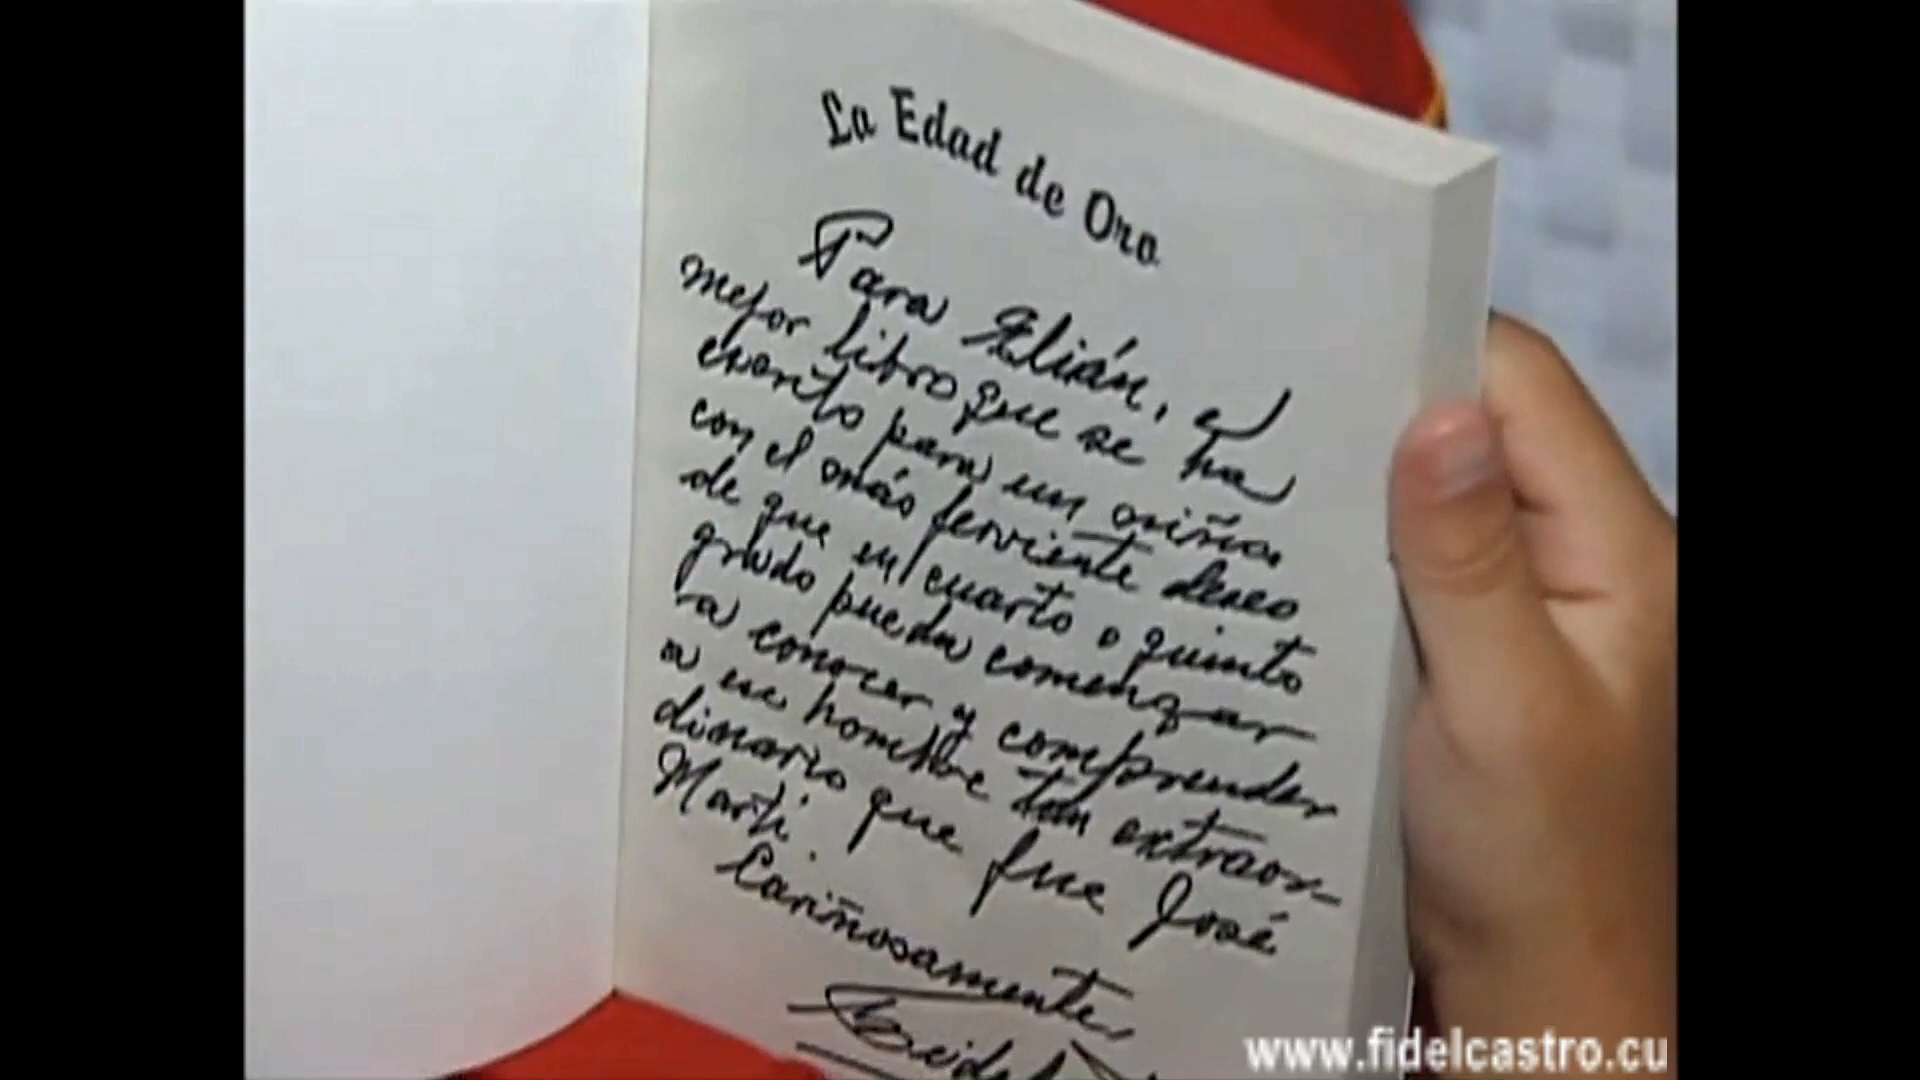 La Edad de Oro
Para Elián, el
mejor libro que se ha
escrito para un niño,
con el más ferviente deseo
de que en cuarto o quinto
grado pueda comenzar
a conocer y comprender
a un hombre tan extraor-
dinario que fue José
Martí.
Cariñosamente,
Fidel
www.fidelcastro.cu